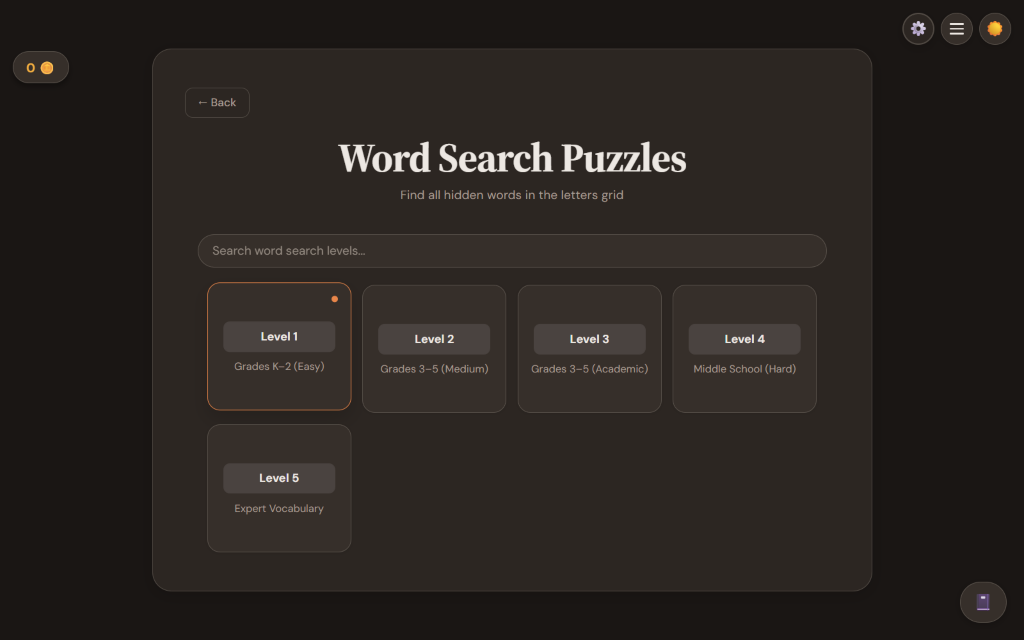 0
← Back
Word Search Puzzles
Find all hidden words in the letters grid
Search word search levels...
Level 1
Grades K–2 (Easy)
Level 2
Grades 3–5 (Medium)
Level 3
Grades 3–5 (Academic)
Level 4
Middle School (Hard)
Level 5
Expert Vocabulary